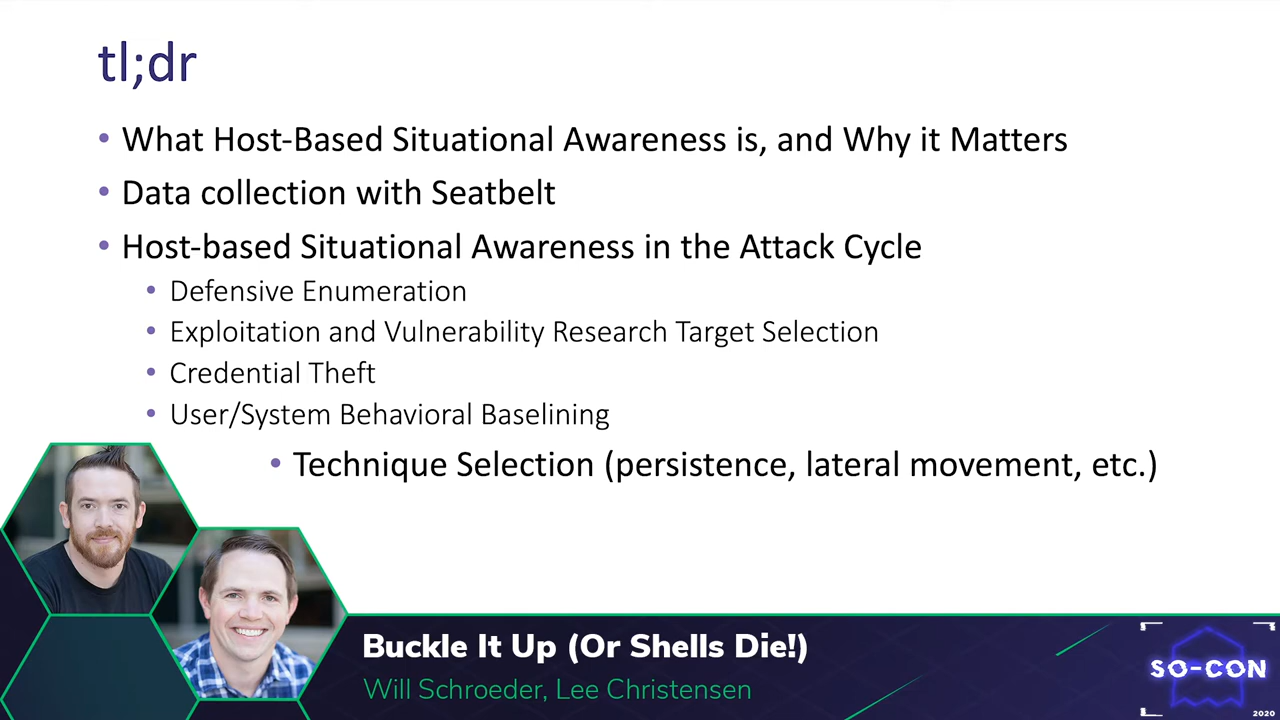 tl;dr
• What Host-Based Situational Awareness is, and Why it Matters
• Data collection with Seatbelt
• Host-based Situational Awareness in the Attack Cycle
• Defensive Enumeration
• Exploitation and Vulnerability Research Target Selection
• Credential Theft
• User/System Behavioral Baselining
• Technique Selection (persistence, lateral movement, etc.)
Buckle It Up (Or Shells Die!)
Will Schroeder, Lee Christensen
SO-CON
2020